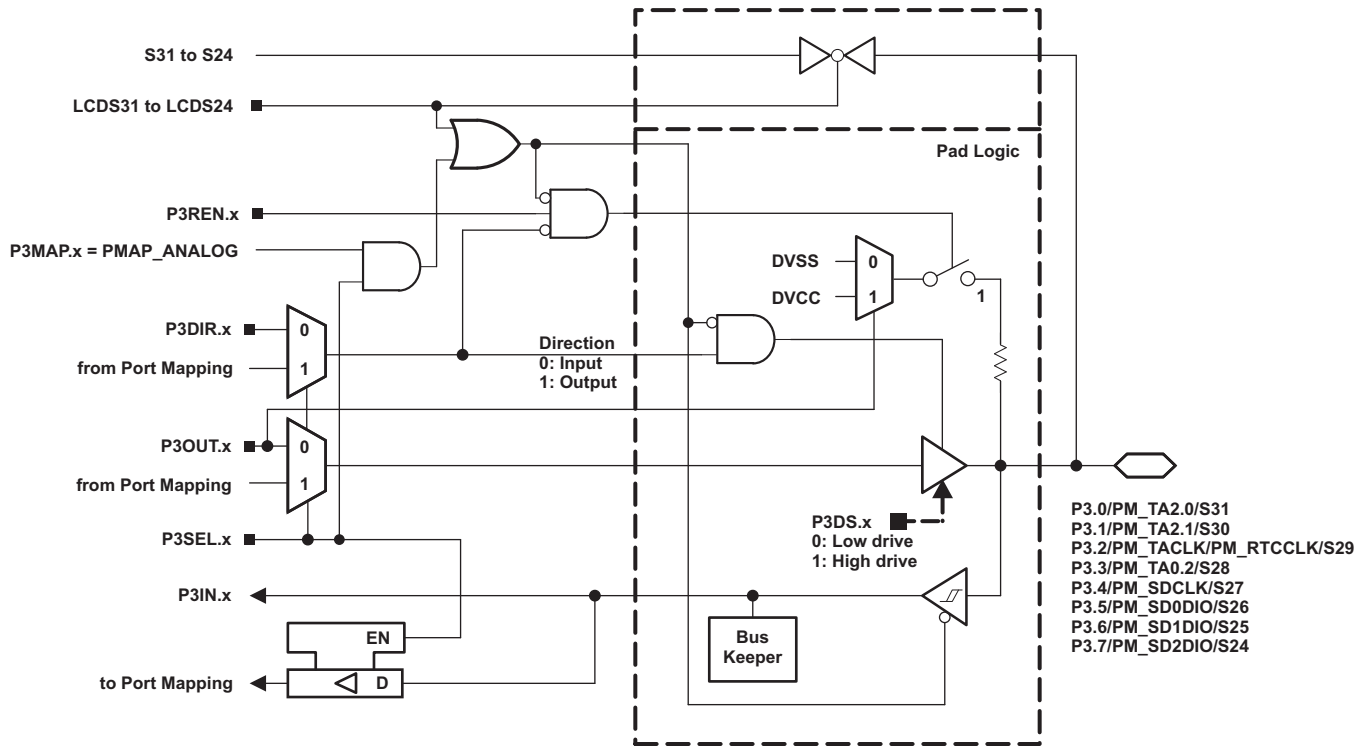 S31 to S24
LCDS31 to LCDS24
Pad Logic
P3REN.x
P3MAP.x = PMAP_ANALOG
DVSS
0
DVCC
1
1
P3DIR.x
0
from Port Mapping
1
Direction
0: Input
1: Output
P3OUT.x
0
from Port Mapping
1
P3DS.x
0: Low drive
1: High drive
P3SEL.x
P3IN.x
EN
D
to Port Mapping
Bus
Keeper
P3.0/PM_TA2.0/S31
P3.1/PM_TA2.1/S30
P3.2/PM_TACLK/PM_RTCCLK/S29
P3.3/PM_TA0.2/S28
P3.4/PM_SDCLK/S27
P3.5/PM_SD0DIO/S26
P3.6/PM_SD1DIO/S25
P3.7/PM_SD2DIO/S24